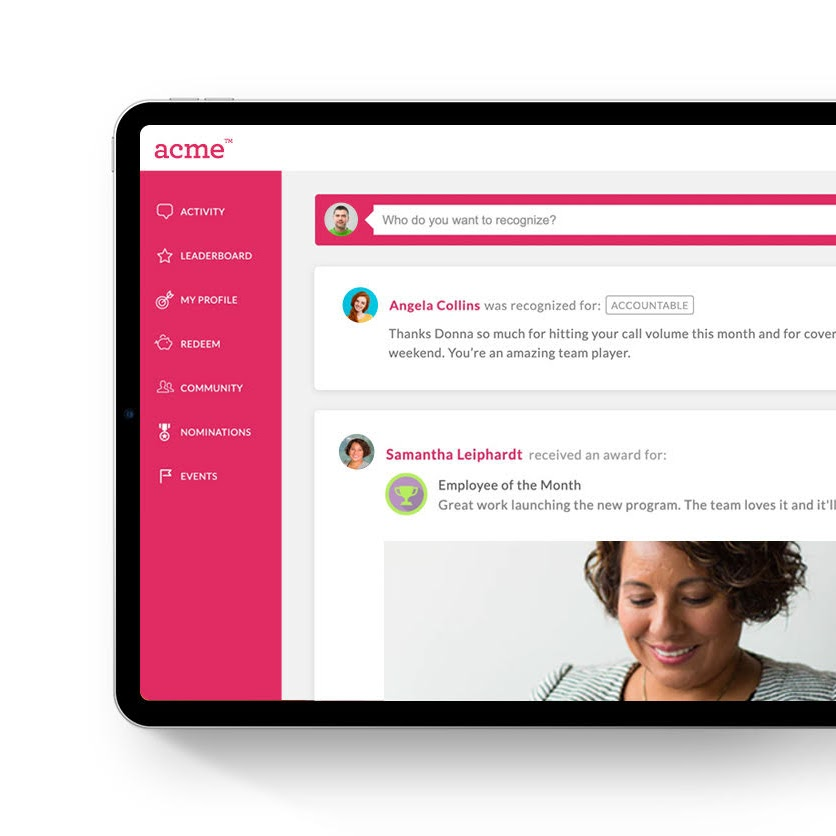 acme™
ACTIVITY
LEADERBOARD
MY PROFILE
REDEEM
COMMUNITY
NOMINATIONS
EVENTS
Who do you want to recognize?
Angela Collins was recognized for: ACCOUNTABLE
Thanks Donna so much for hitting your call volume this month and for cover
weekend. You're an amazing team player.
Samantha Leiphardt received an award for:
Employee of the Month
Great work launching the new program. The team loves it and it'll